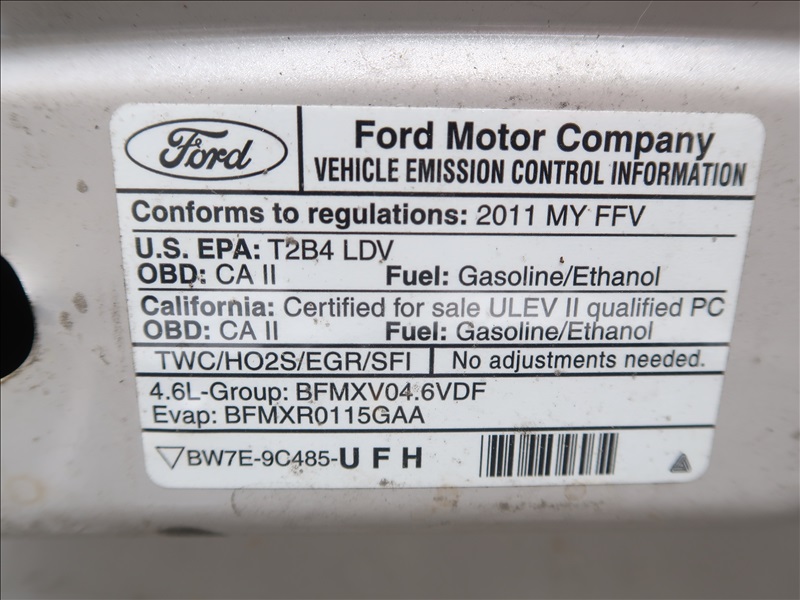 Ford
Ford Motor Company
VEHICLE EMISSION CONTROL INFORMATION
Conforms to regulations: 2011 MY FFV
U.S. EPA: T2B4 LDV
OBD: CA II Fuel: Gasoline/Ethanol
California: Certified for sale ULEV II qualified PC
OBD: CA II Fuel: Gasoline/Ethanol
TWC/HO2S/EGR/SFI No adjustments needed.
4.6L-Group: BFMXV04.6VDF
Evap: BFMXR0115GAA
BW7E-9C485-U F H